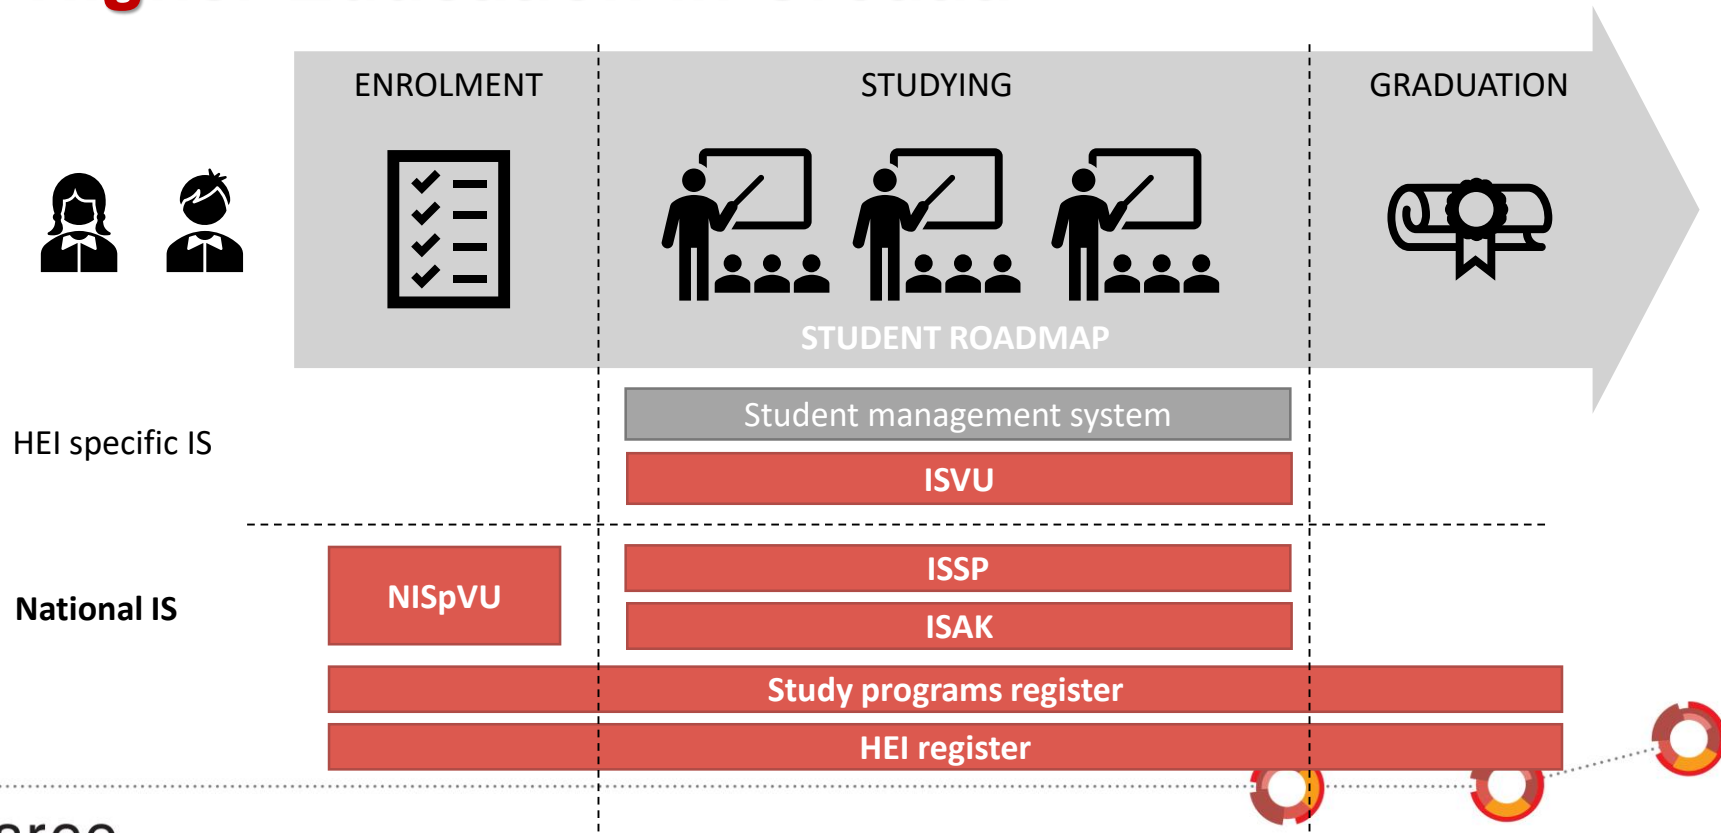 ENROLMENT
STUDYING
GRADUATION
STUDENT ROADMAP
HEI specific IS
Student management system
ISVU
National IS
NISpVU
ISSP
ISAK
Study programs register
HEI register